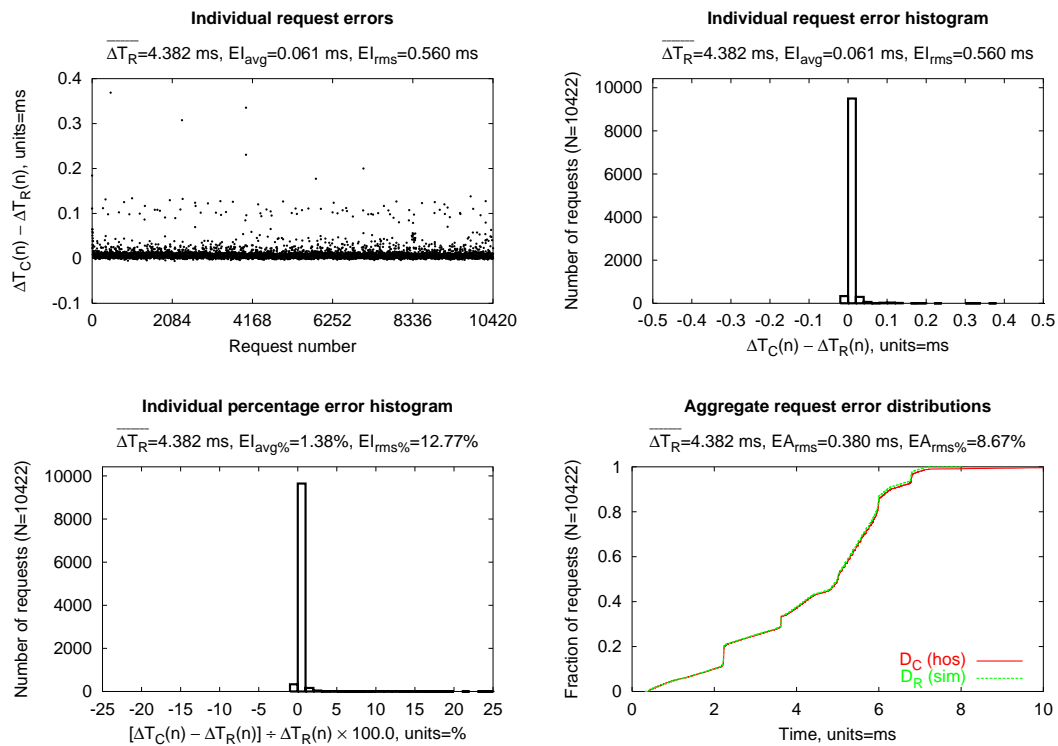 Individual request errors
ΔT_R=4.382 ms, EI_avg=0.061 ms, EI_rms=0.560 ms
ΔT_C(n) – ΔT_R(n), units=ms
0.4
0.3
0.2
0.1
0
-0.1
0 2084 4168 6252 8336 10420
Request number
Individual request error histogram
ΔT_R=4.382 ms, EI_avg=0.061 ms, EI_rms=0.560 ms
Number of requests (N=10422)
10000
8000
6000
4000
2000
0
-0.5 -0.4 -0.3 -0.2 -0.1 0 0.1 0.2 0.3 0.4 0.5
ΔT_C(n) – ΔT_R(n), units=ms
Individual percentage error histogram
ΔT_R=4.382 ms, EI_avg%=1.38%, EI_rms%=12.77%
Number of requests (N=10422)
10000
8000
6000
4000
2000
0
-25 -20 -15 -10 -5 0 5 10 15 20 25
[ΔT_C(n) – ΔT_R(n)] ÷ ΔT_R(n) × 100.0, units=%
Aggregate request error distributions
ΔT_R=4.382 ms, EA_rms=0.380 ms, EA_rms%=8.67%
Fraction of requests (N=10422)
1
0.8
0.6
0.4
0.2
0
D_C (hos)
D_R (sim)
0 2 4 6 8 10
Time, units=ms